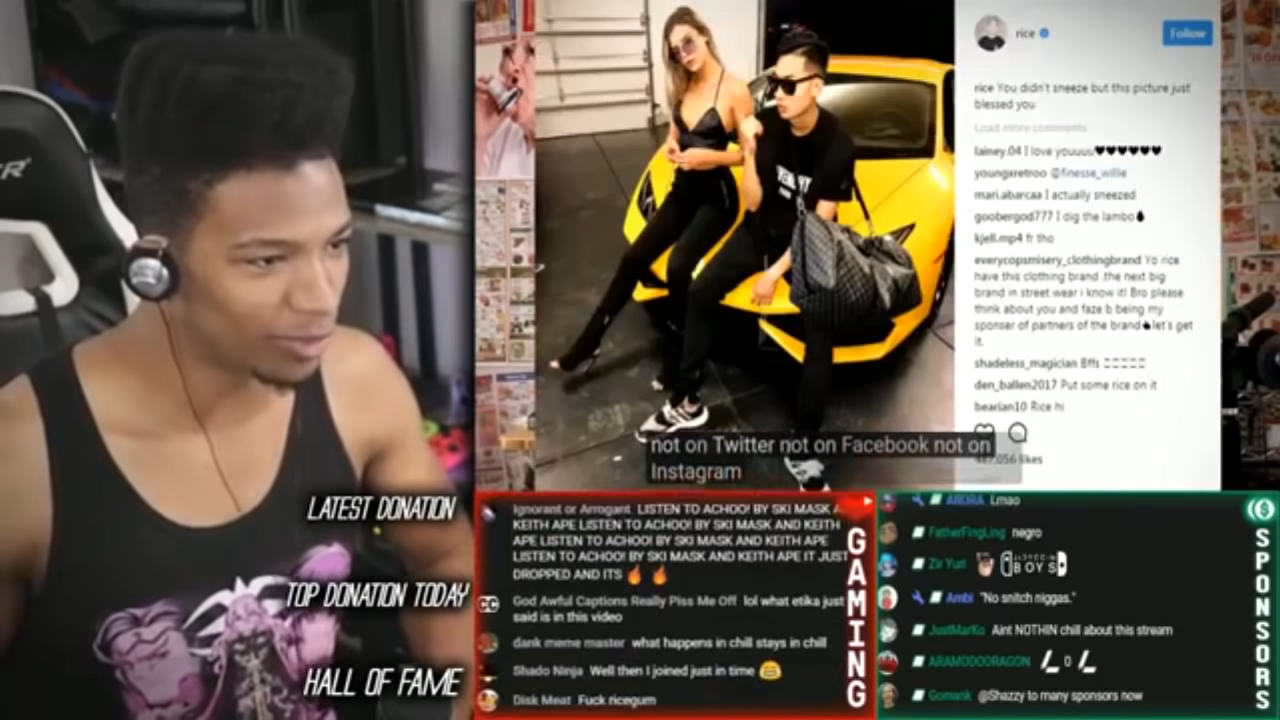 rice
Follow
rice You didn't sneeze but this picture just
blessed you
Load more comments
lainey.04 I love youuuu♥♥♥♥♥♥
youngxretroo @finesse_willie
mari.abarcaa I actually sneezed
goobergod777 I dig the lambo
kjell.mp4 fr tho
everycopsmisery_clothingbrand Yo rice
have this clothing brand .the next big
brand in street wear i know it! Bro please
think about you and faze b being my
sponser of partners of the brand let's get
it.
shadeless_magician Bffs
den_ballen2017 Put some rice on it
bearian10 Rice hi
likes
not on Twitter not on Facebook not on
Instagram
LATEST DONATION
TOP DONATION TODAY
HALL OF FAME
Ignorant or Arrogant LISTEN TO ACHOO! BY SKI MASK A
KEITH APE LISTEN TO ACHOO! BY SKI MASK AND KEITH
APE LISTEN TO ACHOO! BY SKI MASK AND KEITH APE
LISTEN TO ACHOO! BY SKI MASK AND KEITH APE IT JUST
DROPPED AND ITS 🔥 🔥
CC God Awful Captions Really Piss Me Off lol what etika just
said is in this video
dank meme master what happens in chill stays in chill
Shado Ninja Well then I joined just in time 😄
Disk Meat Fuck ricegum
GAMING
ARORA Lmao
FatherFingLing negro
Zir Yuri BOYS
Ambi "No snitch niggas."
JustMarKo Aint NOTHIN chill about this stream
ARAMODODRAGON
Gomank @Shazzy to many sponsors now
SPONSORS